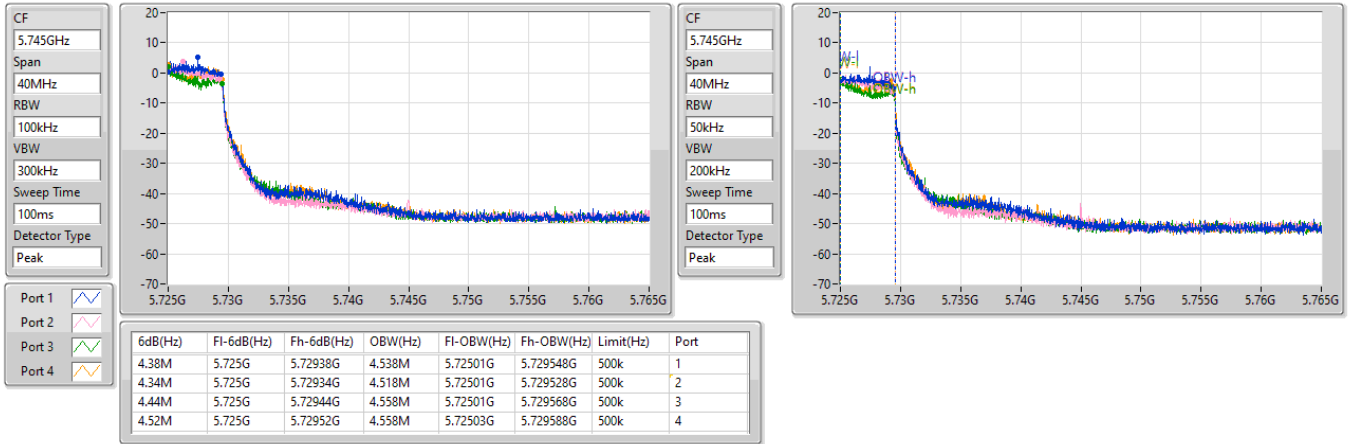 CF
5.745GHz
Span
40MHz
RBW
100kHz
VBW
300kHz
Sweep Time
100ms
Detector Type
Peak
20
10
0
-10
-20
-30
-40
-50
-60
-70
5.725G 5.73G 5.735G 5.74G 5.745G 5.75G 5.755G 5.76G 5.765G
CF
5.745GHz
Span
40MHz
RBW
50kHz
VBW
200kHz
Sweep Time
100ms
Detector Type
Peak
20
10
0
-10
-20
-30
-40
-50
-60
-70
OBW-h
5.725G 5.73G 5.735G 5.74G 5.745G 5.75G 5.755G 5.76G 5.765G
Port 1
Port 2
Port 3
Port 4
6dB(Hz) Fl-6dB(Hz) Fh-6dB(Hz) OBW(Hz) Fl-OBW(Hz) Fh-OBW(Hz) Limit(Hz) Port
4.38M 5.725G 5.72938G 4.538M 5.72501G 5.729548G 500k 1
4.34M 5.725G 5.72934G 4.518M 5.72501G 5.729528G 500k 2
4.44M 5.725G 5.72944G 4.558M 5.72501G 5.729568G 500k 3
4.52M 5.725G 5.72952G 4.558M 5.72503G 5.729588G 500k 4